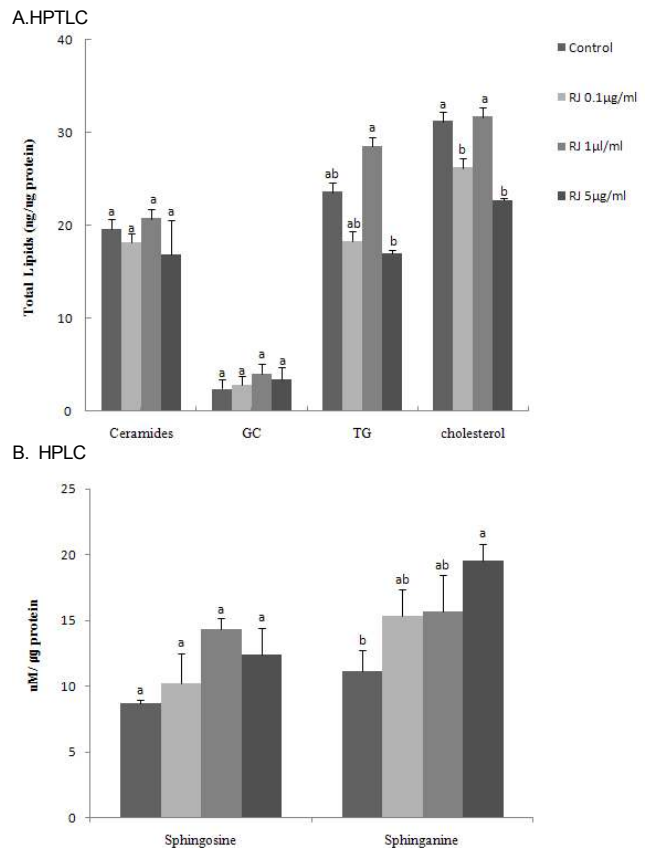 A.HPTLC
40
30
20
10
0
Total Lipids (ng/ug protein)
a a a a
a a a a
ab ab a b
a b a b
Ceramides GC TG cholesterol
Control
RJ 0.1µg/ml
RJ 1µl/ml
RJ 5µg/ml
B. HPLC
25
20
15
10
5
0
uM/ µg protein
a a a a
b ab ab a
Sphingosine Sphinganine